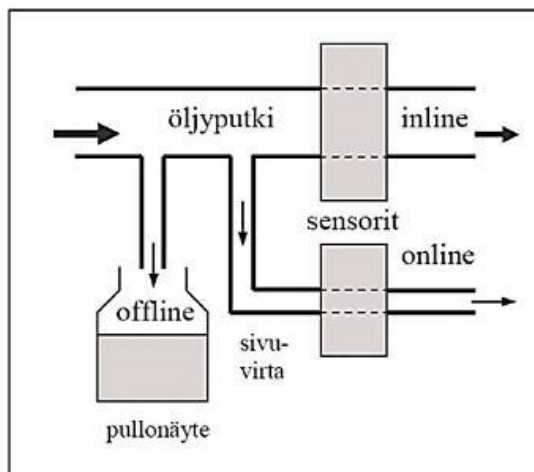 öljyputki
inline
sensorit
online
offline
sivu-
virta
pullonäyte